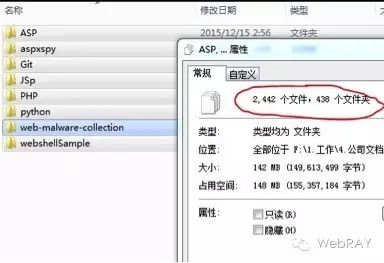 名称 修改日期 类型
ASP 2015/12/15 2:56 文件夹
aspxspy
Git
JSp
PHP
python
web-malware-collection
webshellSample
ASP, ... 属性
常规 自定义
2,442 个文件，438 个文件夹
类型: 类型均为 文件夹
位置: 全部位于 F:\1.工作\4.公司文档
大小: 142 MB (149,613,499 字节)
占用空间: 148 MB (155,357,184 字节)
属性: 只读(R)
隐藏(H)
WebRAY